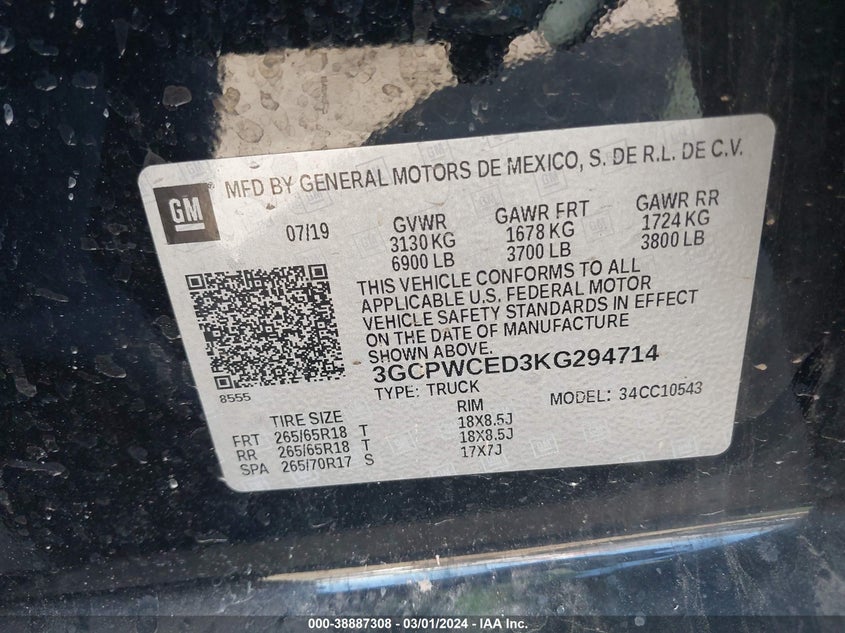 GM
MFD BY GENERAL MOTORS DE MEXICO, S. DE R.L. DE C.V.
07/19 GVWR GAWR FRT GAWR RR
3130 KG 1678 KG 1724 KG
6900 LB 3700 LB 3800 LB
THIS VEHICLE CONFORMS TO ALL
APPLICABLE U.S. FEDERAL MOTOR
VEHICLE SAFETY STANDARDS IN EFFECT
ON THE DATE OF MANUFACTURE
SHOWN ABOVE.
3GCPWCED3KG294714
8555
TYPE: TRUCK MODEL: 34CC10543
TIRE SIZE RIM
FRT 265/65R18 T 18X8.5J
RR 265/65R18 T 18X8.5J
SPA 265/70R17 S 17X7J
000-38887308 - 03/01/2024 - IAA Inc.